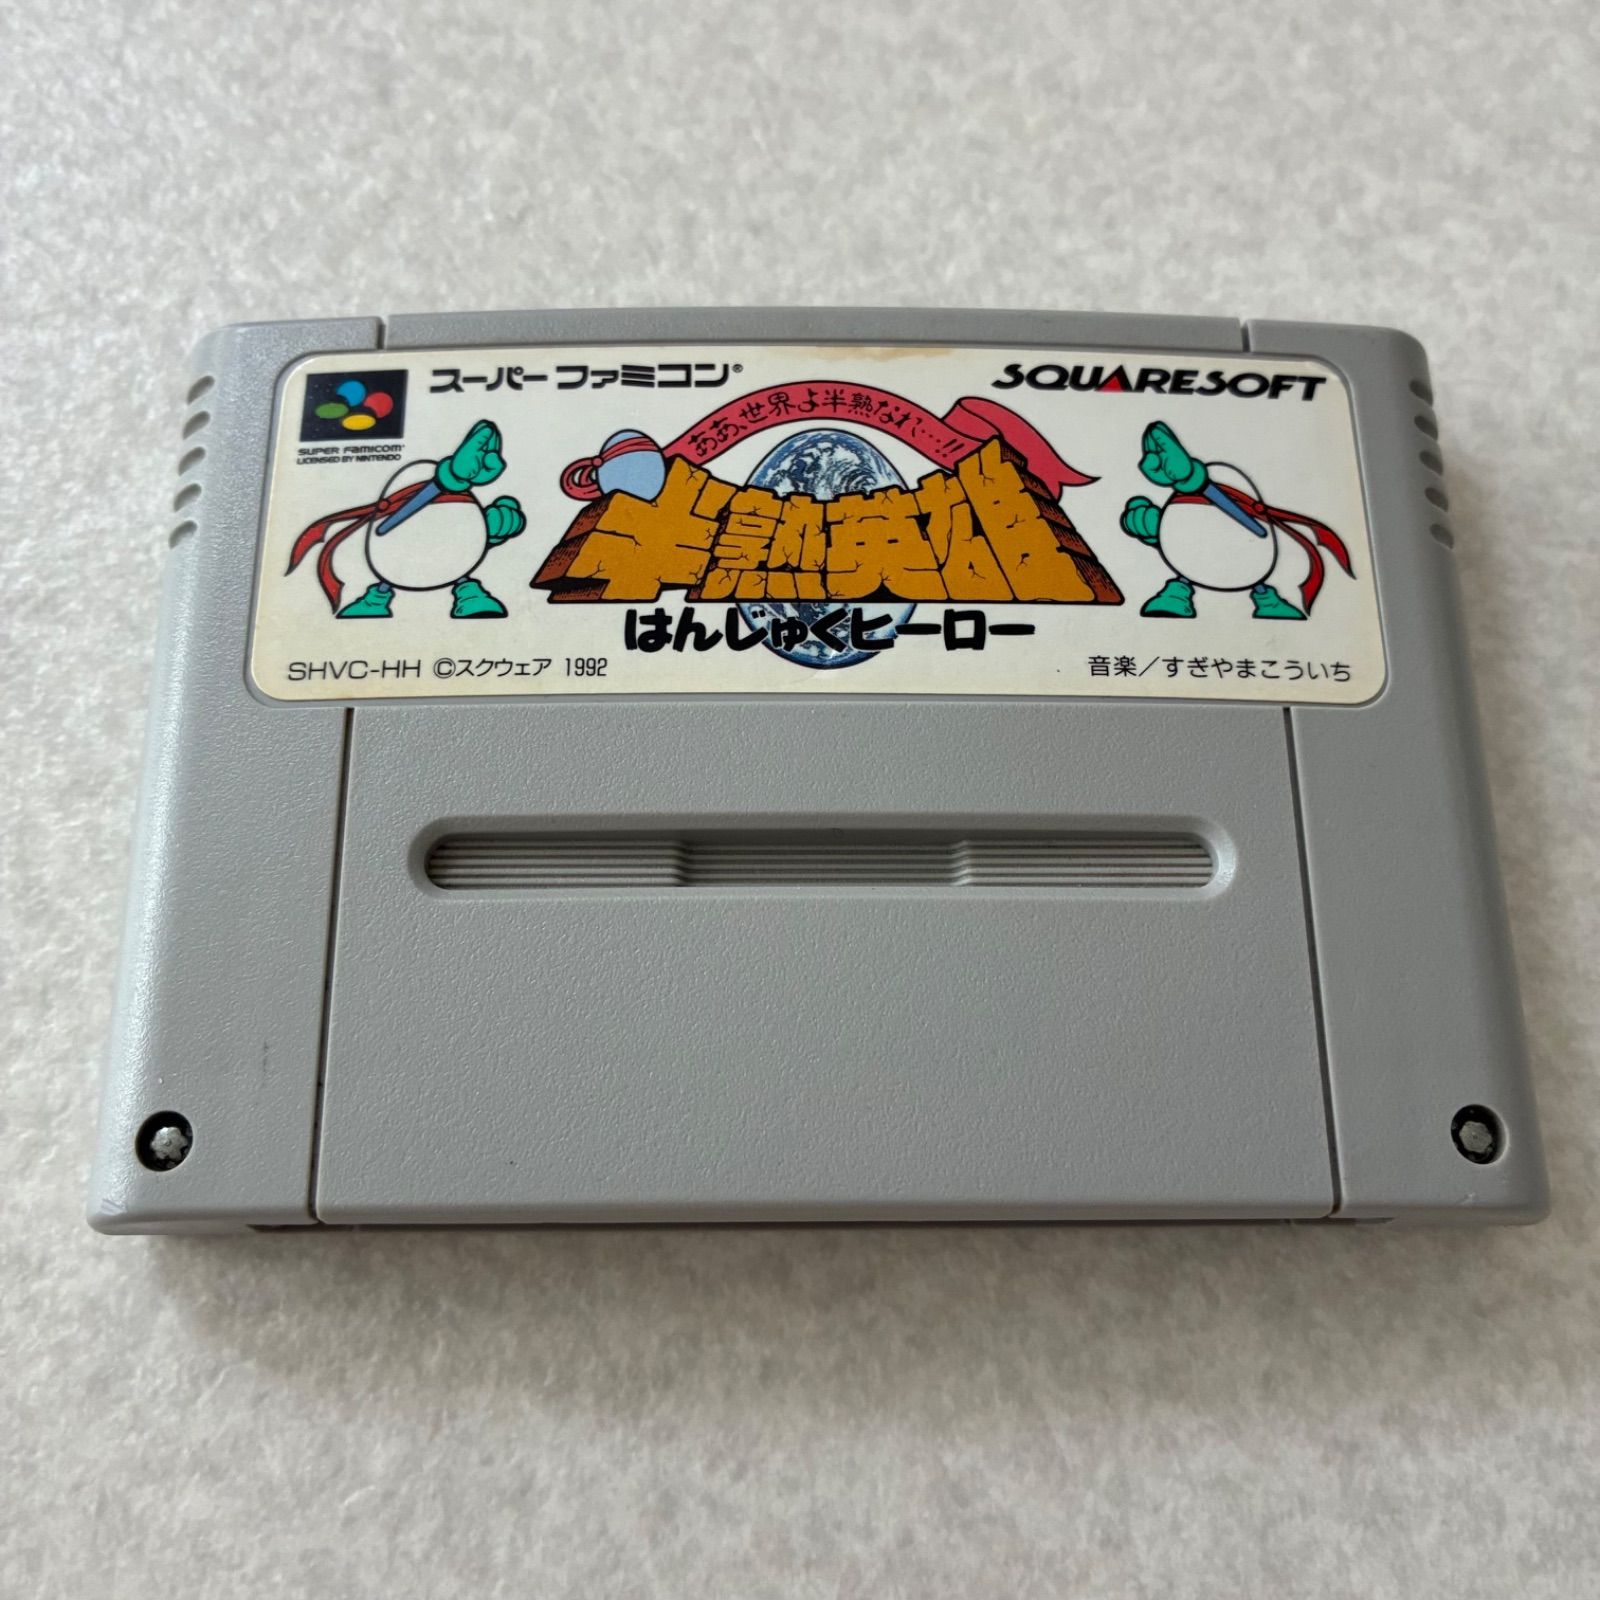 スーパーファミコン®
SQUARESOFT
SUPER FAMICOM
LICENSED BY NINTENDO
ああ、世界よ半熟なれ…!!
半熟英雄
はんじゅくヒーロー
SHVC-HH ©スクウェア 1992
音楽/すぎやまこういち